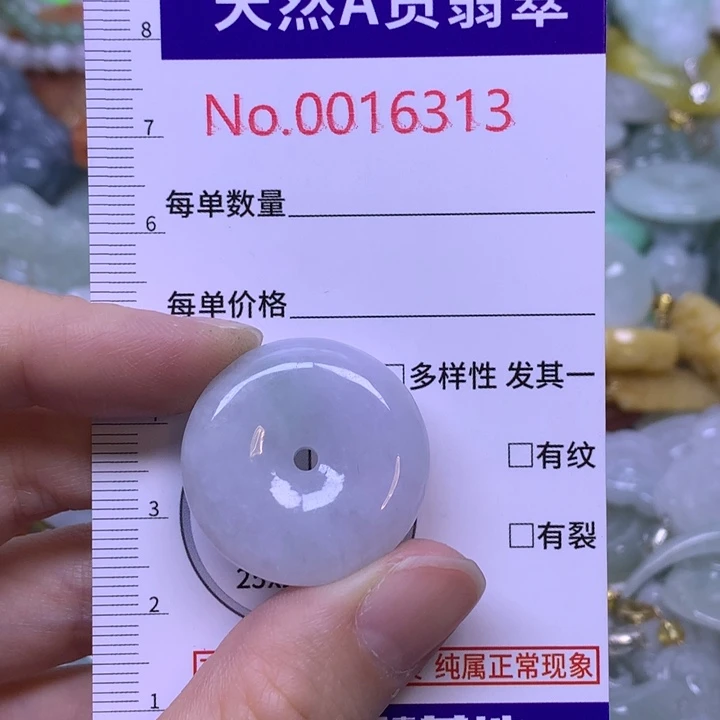 8
天然A货翡翠
No.0016313
7
每单数量
6
每单价格
□多样性 发其一
□有纹
3
□有裂
2
纯属正常现象
1